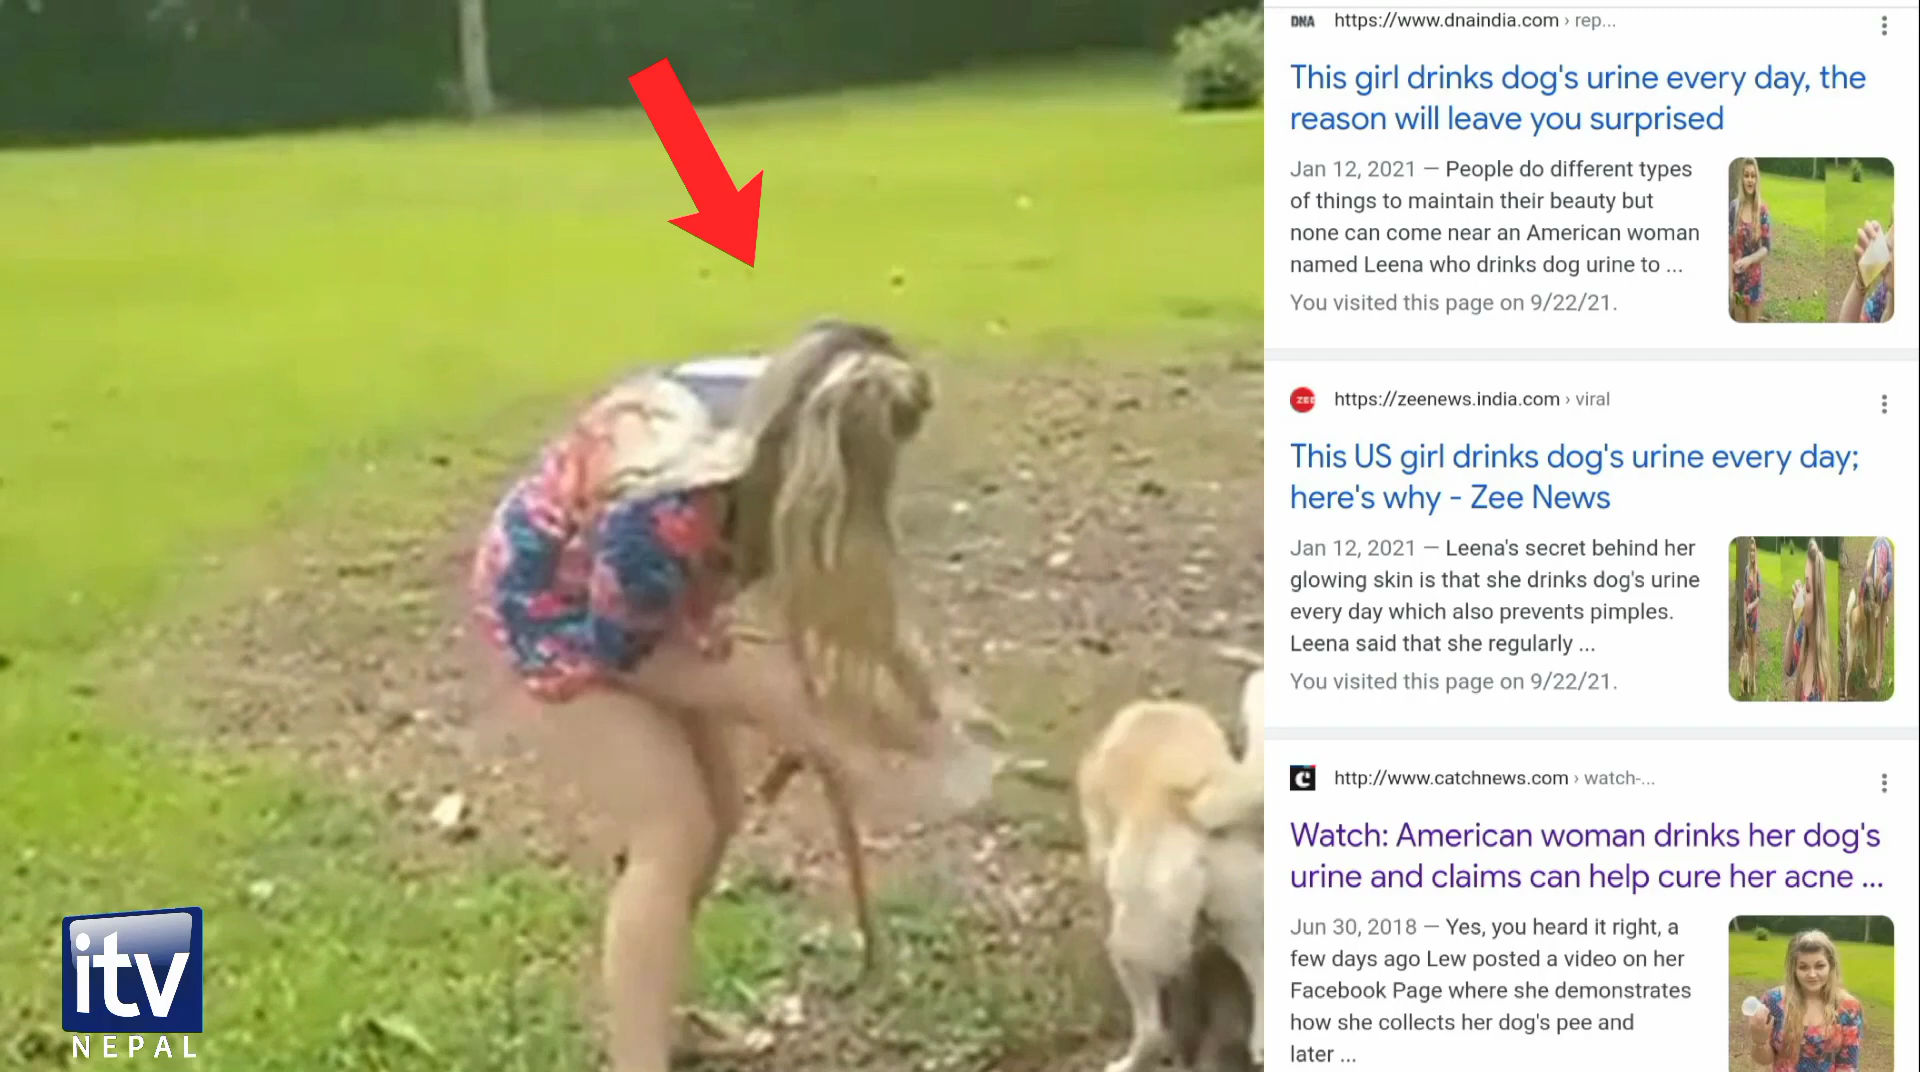 DNA https://www.dnaindia.com › rep...
This girl drinks dog's urine every day, the
reason will leave you surprised
Jan 12, 2021 — People do different types
of things to maintain their beauty but
none can come near an American woman
named Leena who drinks dog urine to ...
You visited this page on 9/22/21.
ZEE https://zeenews.india.com › viral
This US girl drinks dog's urine every day;
here's why - Zee News
Jan 12, 2021 — Leena's secret behind her
glowing skin is that she drinks dog's urine
every day which also prevents pimples.
Leena said that she regularly ...
You visited this page on 9/22/21.
C http://www.catchnews.com › watch-...
Watch: American woman drinks her dog's
urine and claims can help cure her acne ...
Jun 30, 2018 — Yes, you heard it right, a
few days ago Lew posted a video on her
Facebook Page where she demonstrates
how she collects her dog's pee and
later ...
itv
NEPAL